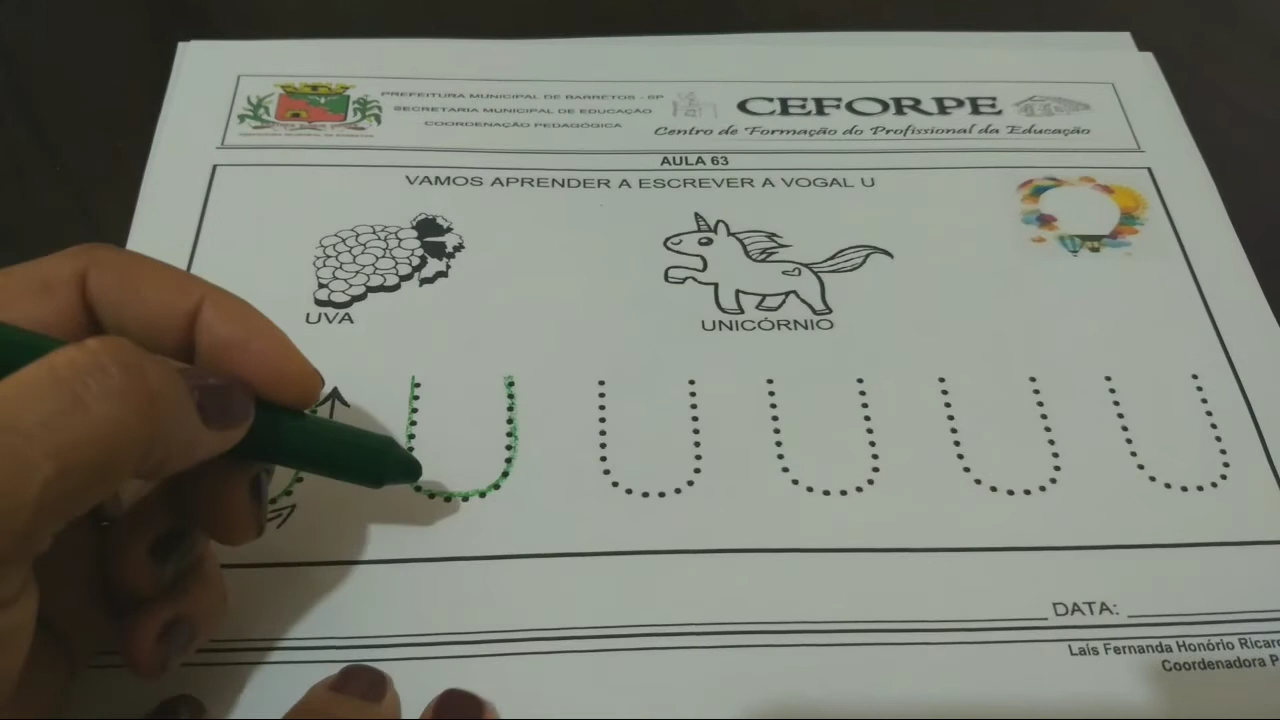 PREFEITURA MUNICIPAL DE BARRETOS - SP
SECRETARIA MUNICIPAL DE EDUCAÇÃO
COORDENAÇÃO PEDAGÓGICA
CEFORPE
Centro de Formação do Profissional da Educação
AULA 63
VAMOS APRENDER A ESCREVER A VOGAL U
UVA
UNICÓRNIO
U U U U U
DATA:
Laís Fernanda Honório Ricar
Coordenadora P